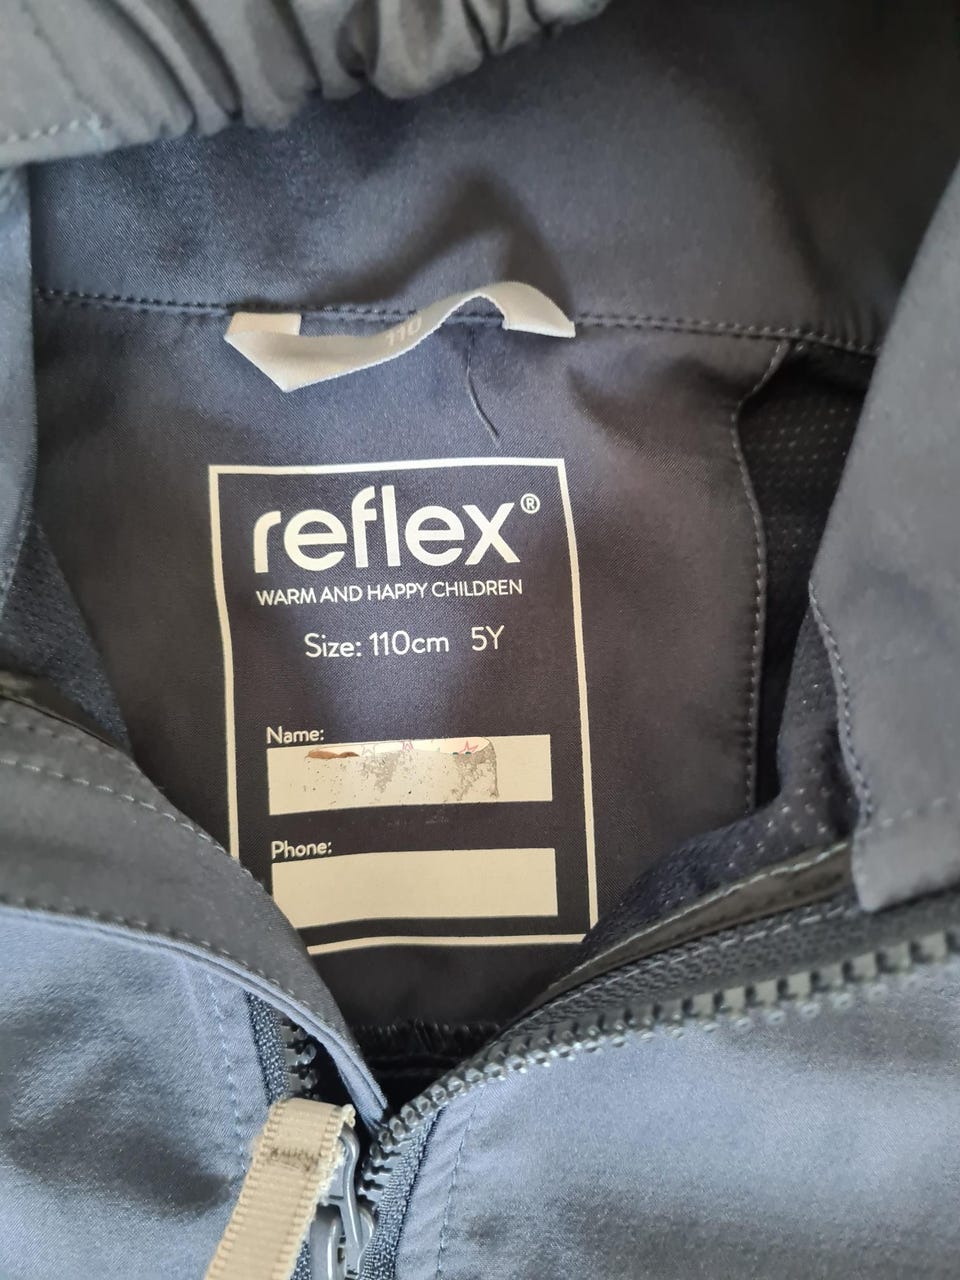 110
reflex®
WARM AND HAPPY CHILDREN
Size: 110cm 5Y
Name:
Phone: